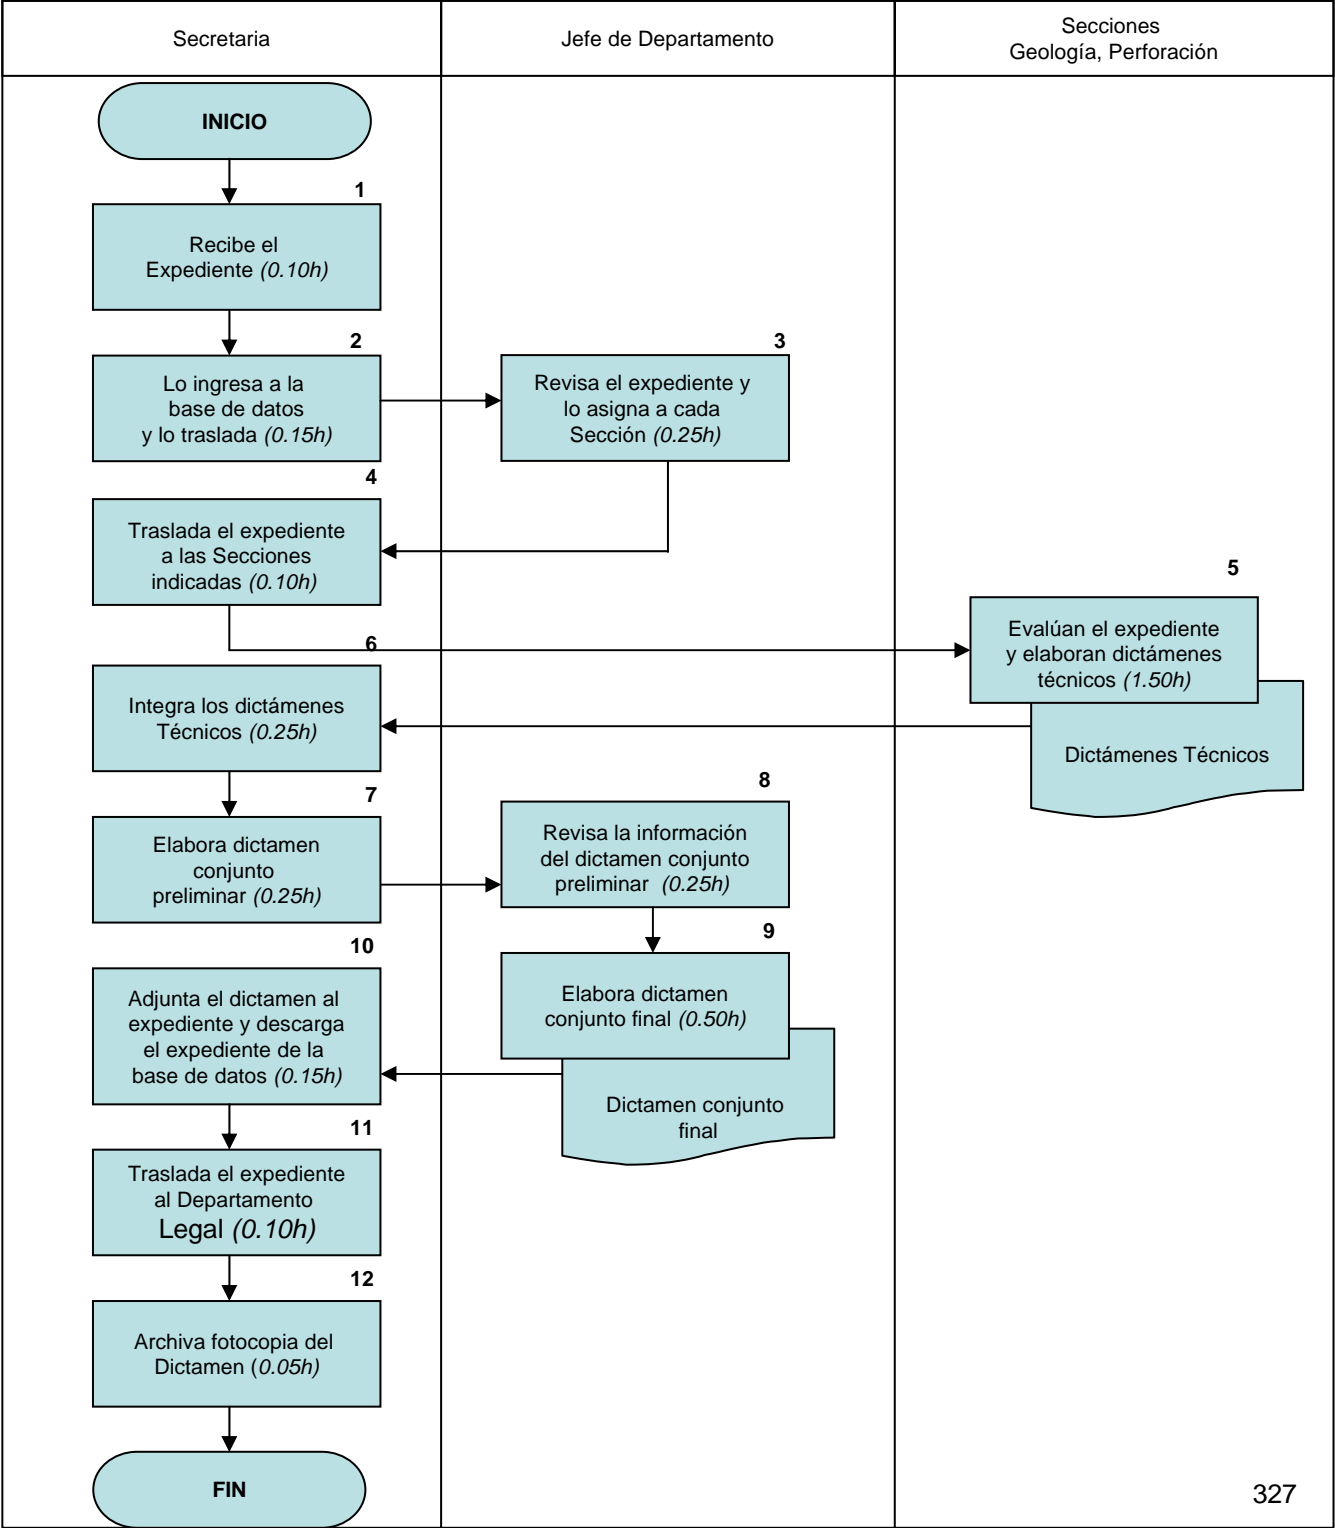 Secretaria
Jefe de Departamento
Secciones
Geología, Perforación
INICIO
1
Recibe el
Expediente (0.10h)
2
Lo ingresa a la
base de datos
y lo traslada (0.15h)
3
Revisa el expediente y
lo asigna a cada
Sección (0.25h)
4
Traslada el expediente
a las Secciones
indicadas (0.10h)
5
Evalúan el expediente
y elaboran dictámenes
técnicos (1.50h)
Dictámenes Técnicos
6
Integra los dictámenes
Técnicos (0.25h)
7
Elabora dictamen
conjunto
preliminar (0.25h)
8
Revisa la información
del dictamen conjunto
preliminar (0.25h)
9
Elabora dictamen
conjunto final (0.50h)
Dictamen conjunto
final
10
Adjunta el dictamen al
expediente y descarga
el expediente de la
base de datos (0.15h)
11
Traslada el expediente
al Departamento
Legal (0.10h)
12
Archiva fotocopia del
Dictamen (0.05h)
FIN
327